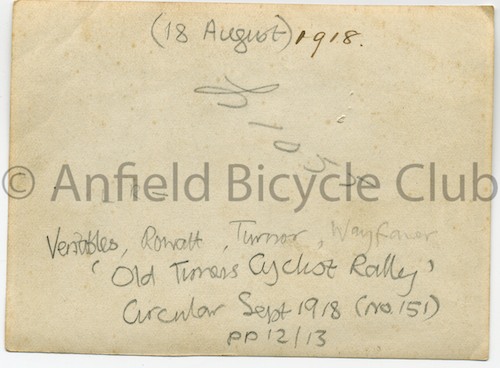 (18 August) 1918.
© Anfield Bicycle Club
Venables, Rowatt, Turnor, Wayfarer
'Old Timers Cyclist Rally'
Circular Sept 1918 (No. 151)
pp 12/13